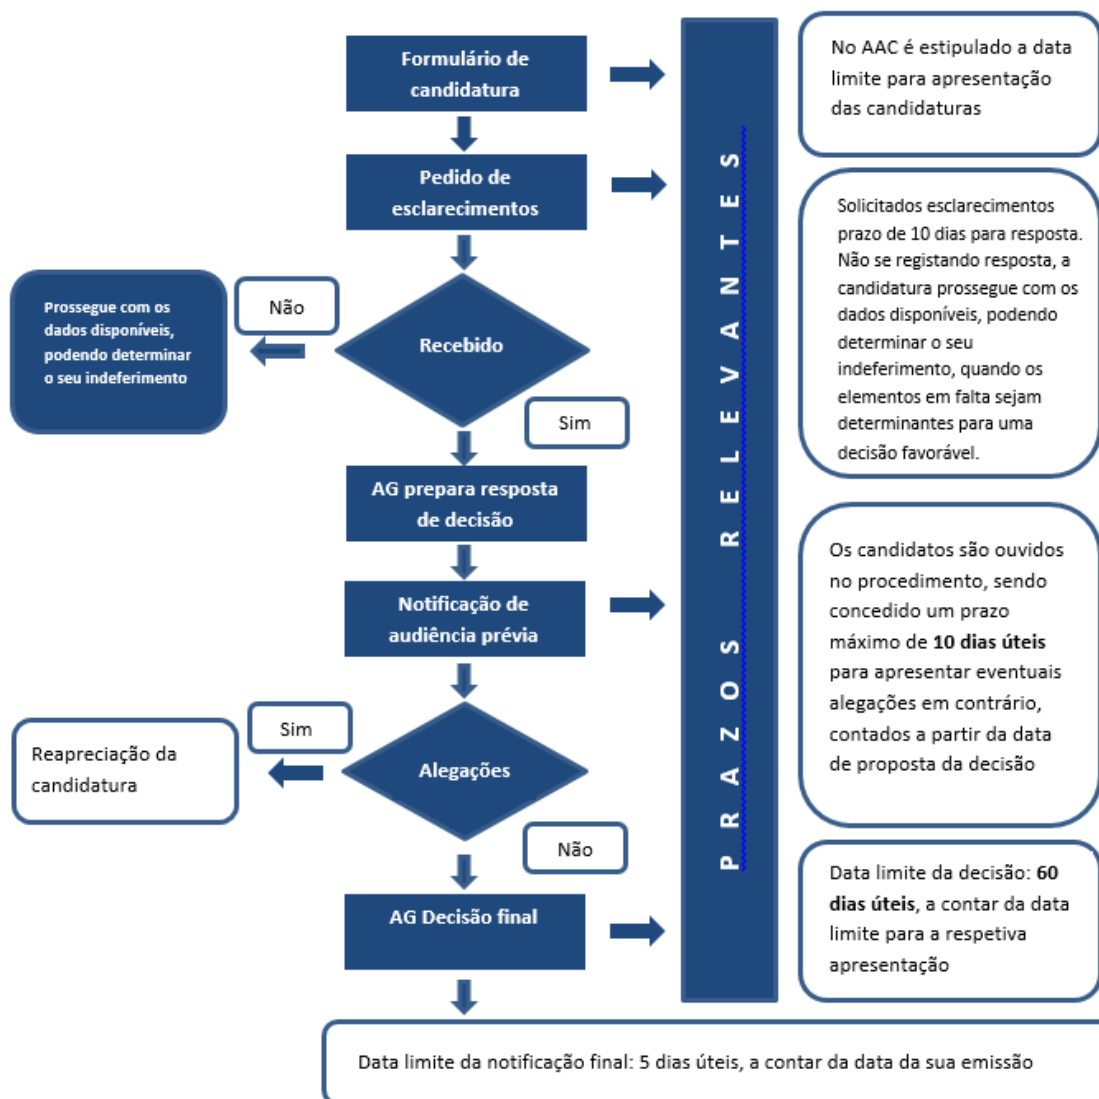 Formulário de
candidatura
No AAC é estipulado a data
limite para apresentação
das candidaturas
Pedido de
esclarecimentos
Solicitados esclarecimentos
prazo de 10 dias para resposta.
Não se registando resposta, a
candidatura prossegue com os
dados disponíveis, podendo
determinar o seu
indeferimento, quando os
elementos em falta sejam
determinantes para uma
decisão favorável.
Recebido
Não
Prossegue com os
dados disponíveis,
podendo determinar
o seu indeferimento
Sim
AG prepara resposta
de decisão
Notificação de
audiência prévia
Os candidatos são ouvidos
no procedimento, sendo
concedido um prazo
máximo de 10 dias úteis
para apresentar eventuais
alegações em contrário,
contados a partir da data
de proposta da decisão
Alegações
Sim
Reapreciação da
candidatura
Não
AG Decisão final
Data limite da decisão: 60
dias úteis, a contar da data
limite para a respetiva
apresentação
PRAZOS RELEVANTES
Data limite da notificação final: 5 dias úteis, a contar da data da sua emissão